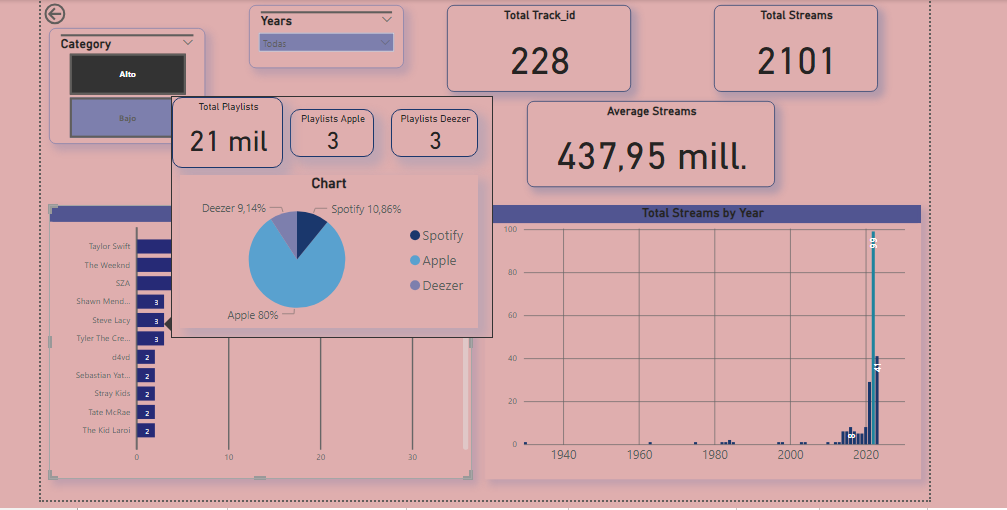 Category
Alto
Bajo
Years
Todas
Total Track_id
228
Total Streams
2101
Average Streams
437,95 mill.
Total Playlists
21 mil
Playlists Apple
3
Playlists Deezer
3
Chart
Deezer 9,14%
Spotify 10,86%
Apple 80%
Spotify
Apple
Deezer
Taylor Swift
The Weeknd
SZA
Shawn Mend... 3
Steve Lacy 3
Tyler The Cre... 3
d4vd 2
Sebastian Yat... 2
Stray Kids 2
Tate McRae 2
The Kid Laroi 2
0 10 20 30
Total Streams by Year
100
80
60
40
20
0
99
41
8
1940 1960 1980 2000 2020